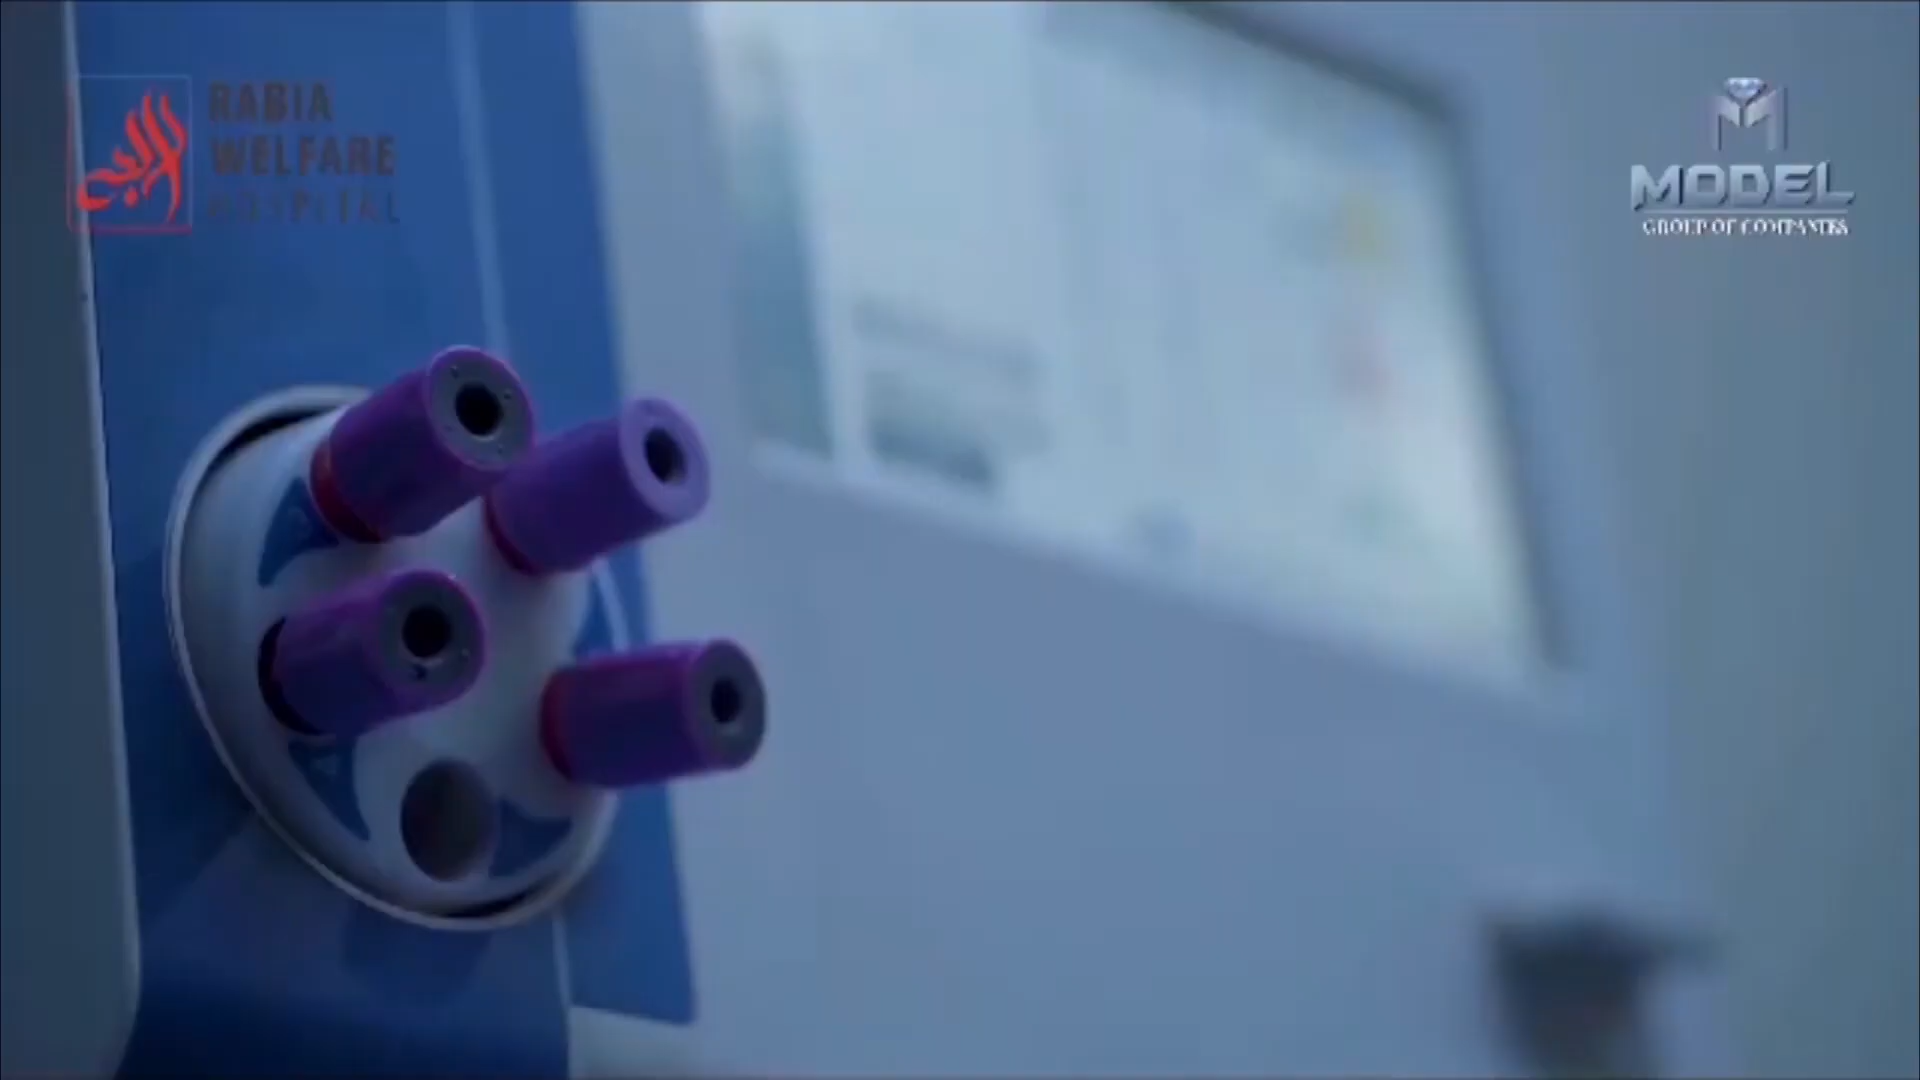 RABIA
WELFARE
HOSPITAL
MODEL
GROUP OF COMPANIES